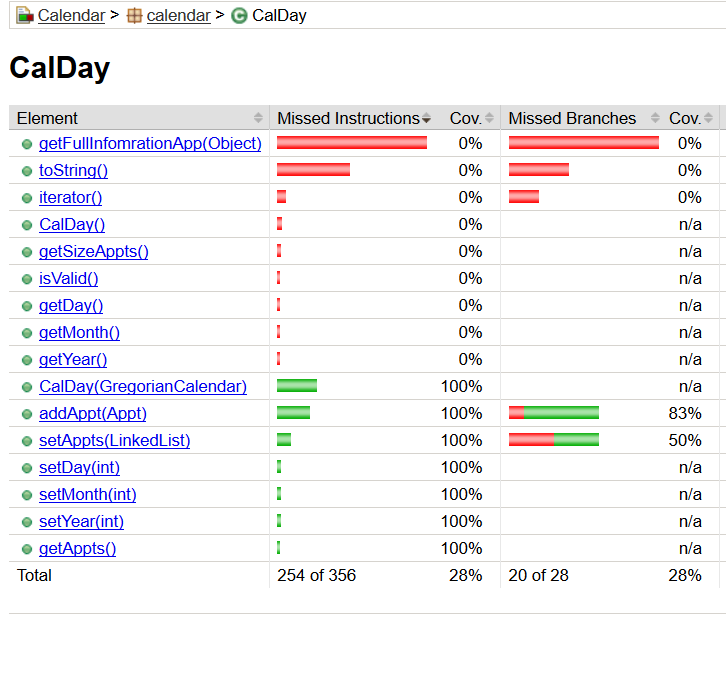 Calendar > calendar > CalDay
CalDay
Element Missed Instructions Cov. Missed Branches Cov.
getFullInfomrationApp(Object) 0% 0%
toString() 0% 0%
iterator() 0% 0%
CalDay() 0% n/a
getSizeAppts() 0% n/a
isValid() 0% n/a
getDay() 0% n/a
getMonth() 0% n/a
getYear() 0% n/a
CalDay(GregorianCalendar) 100% n/a
addAppt(Appt) 100% 83%
setAppts(LinkedList) 100% 50%
setDay(int) 100% n/a
setMonth(int) 100% n/a
setYear(int) 100% n/a
getAppts() 100% n/a
Total 254 of 356 28% 20 of 28 28%